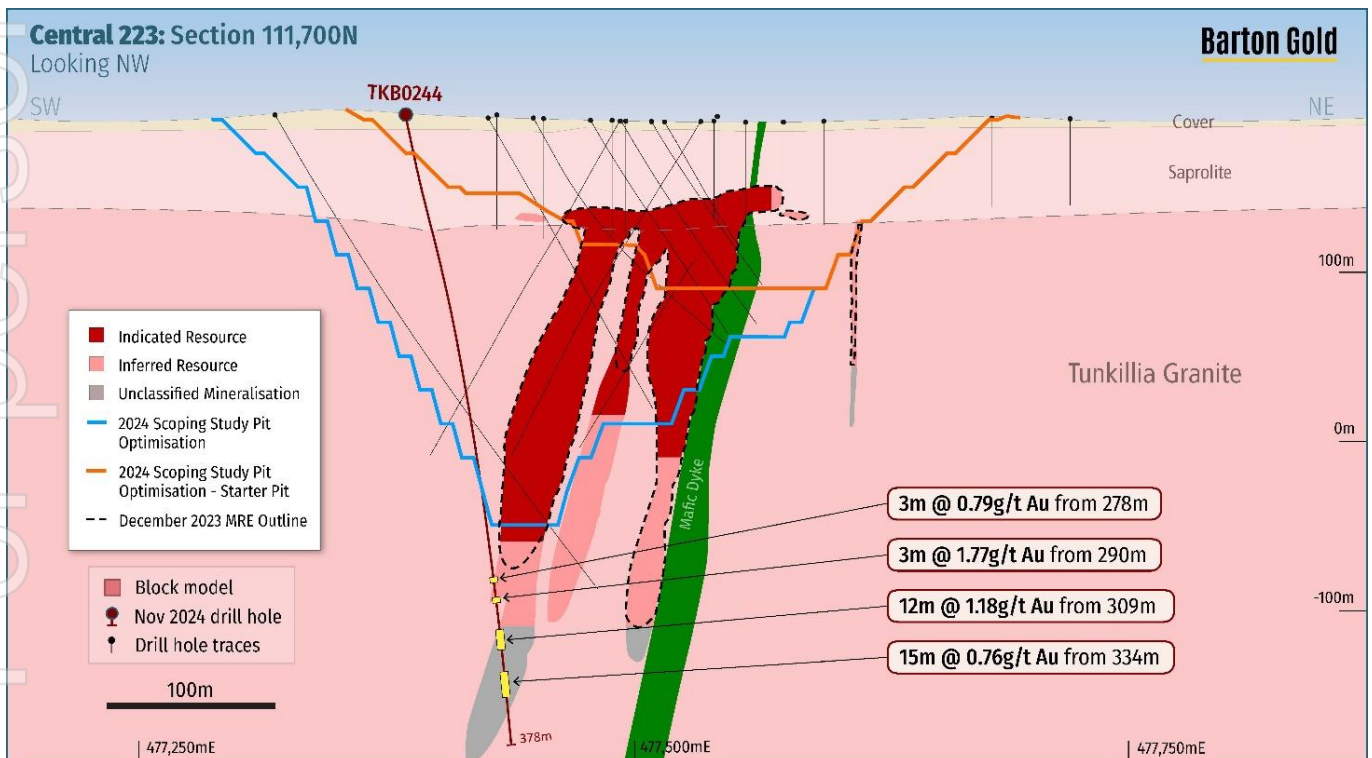 Central 223: Section 111,700N
Looking NW
Barton Gold
SW
TKB0244
NE
Cover
Saprolite
100m
Tunkillia Granite
0m
-100m
Mafic Dyke
Indicated Resource
Inferred Resource
Unclassified Mineralisation
2024 Scoping Study Pit
Optimisation
2024 Scoping Study Pit
Optimisation - Starter Pit
December 2023 MRE Outline
Block model
Nov 2024 drill hole
Drill hole traces
100m
3m @ 0.79g/t Au from 278m
3m @ 1.77g/t Au from 290m
12m @ 1.18g/t Au from 309m
15m @ 0.76g/t Au from 334m
378m
477,250mE
477,500mE
477,750mE